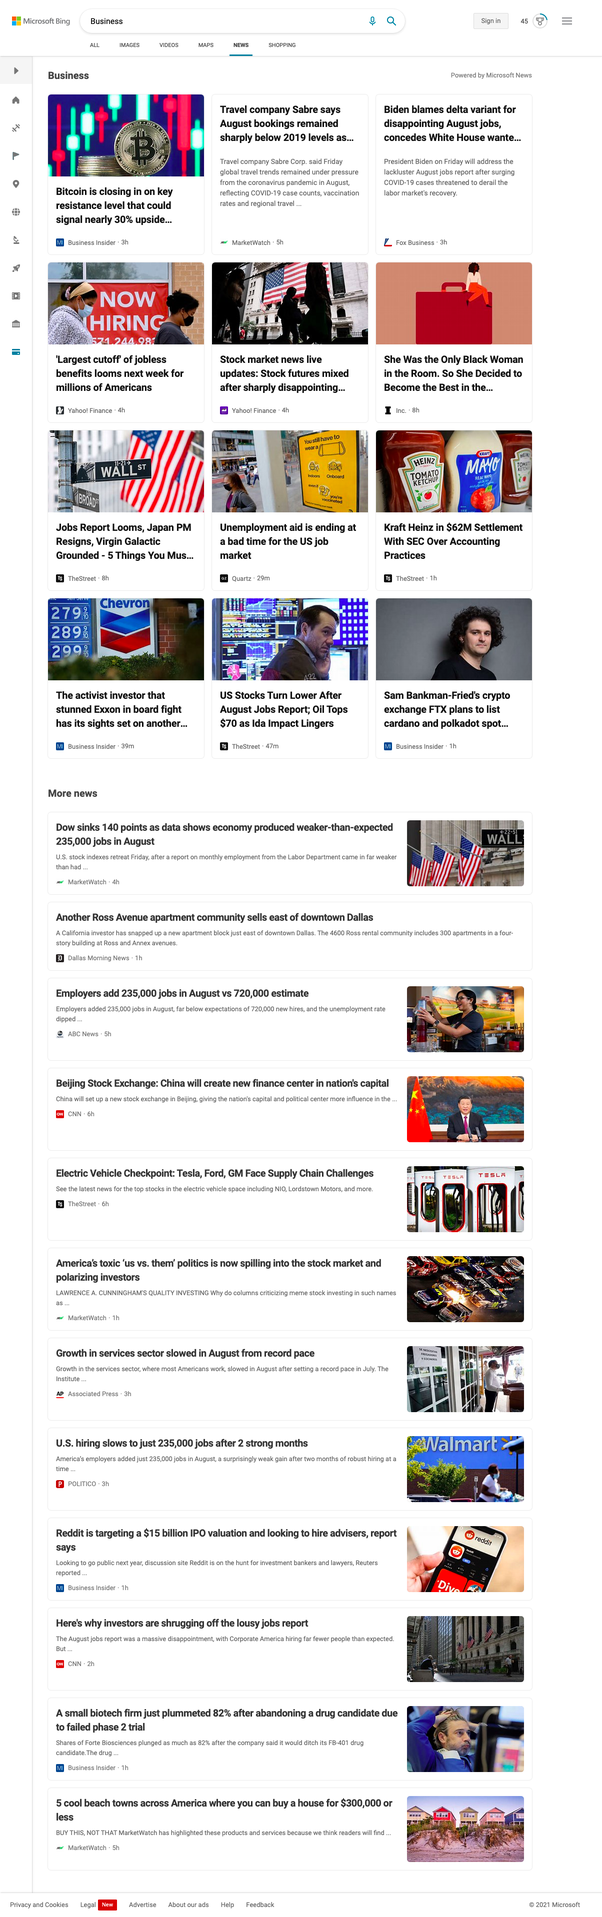 Microsoft Bing
Business
Sign in
45
ALL IMAGES VIDEOS MAPS NEWS SHOPPING
Business
Powered by Microsoft News
Bitcoin is closing in on key
resistance level that could
signal nearly 30% upside...
Business Insider · 3h
Travel company Sabre says
August bookings remained
sharply below 2019 levels as...
Travel company Sabre Corp. said Friday
global travel trends remained under pressure
from the coronavirus pandemic in August,
reflecting COVID-19 case counts, vaccination
rates and regional travel ...
MarketWatch · 5h
Biden blames delta variant for
disappointing August jobs,
concedes White House wante...
President Biden on Friday will address the
lackluster August jobs report after surging
COVID-19 cases threatened to derail the
labor market's recovery.
Fox Business · 3h
NOW
HIRING
571.244.981
'Largest cutoff' of jobless
benefits looms next week for
millions of Americans
Yahoo! Finance · 4h
Stock market news live
updates: Stock futures mixed
after sharply disappointing...
Yahoo! Finance · 4h
She Was the Only Black Woman
in the Room. So She Decided to
Become the Best in the...
Inc. · 8h
WALL ST
BROAD
Jobs Report Looms, Japan PM
Resigns, Virgin Galactic
Grounded - 5 Things You Mus...
TheStreet · 8h
You still have to
wear a
Unemployment aid is ending at
a bad time for the US job
market
Quartz · 29m
HEINZ
TOMATO
KETCHUP
KRAFT
MAYO
HEINZ
TOMATO
KETCHUP
Kraft Heinz in $62M Settlement
With SEC Over Accounting
Practices
TheStreet · 1h
279
289
299
Chevron
The activist investor that
stunned Exxon in board fight
has its sights set on another...
Business Insider · 39m
US Stocks Turn Lower After
August Jobs Report; Oil Tops
$70 as Ida Impact Lingers
TheStreet · 47m
Sam Bankman-Fried's crypto
exchange FTX plans to list
cardano and polkadot spot...
Business Insider · 1h
More news
Dow sinks 140 points as data shows economy produced weaker-than-expected
235,000 jobs in August
U.S. stock indexes retreat Friday, after a report on monthly employment from the Labor Department came in far weaker
than had ...
MarketWatch · 4h
WALL
Another Ross Avenue apartment community sells east of downtown Dallas
A California investor has snapped up a new apartment block just east of downtown Dallas. The 4600 Ross rental community includes 300 apartments in a four-
story building at Ross and Annex avenues.
Dallas Morning News · 1h
Employers add 235,000 jobs in August vs 720,000 estimate
Employers added 235,000 jobs in August, far below expectations of 720,000 new hires, and the unemployment rate
dipped ...
ABC News · 5h
Beijing Stock Exchange: China will create new finance center in nation's capital
China will set up a new stock exchange in Beijing, giving the nation's capital and political center more influence in the ...
CNN · 6h
Electric Vehicle Checkpoint: Tesla, Ford, GM Face Supply Chain Challenges
See the latest news for the top stocks in the electric vehicle space including NIO, Lordstown Motors, and more.
TheStreet · 6h
TESLA
TESLA
America's toxic 'us vs. them' politics is now spilling into the stock market and
polarizing investors
LAWRENCE A. CUNNINGHAM'S QUALITY INVESTING Why do columns criticizing meme stock investing in such names
as ...
MarketWatch · 1h
Growth in services sector slowed in August from record pace
Growth in the services sector, where most Americans work, slowed in August after setting a record pace in July. The
Institute ...
Associated Press · 3h
U.S. hiring slows to just 235,000 jobs after 2 strong months
America's employers added just 235,000 jobs in August, a surprisingly weak gain after two months of robust hiring at a
time ...
POLITICO · 3h
Walmart
Reddit is targeting a $15 billion IPO valuation and looking to hire advisers, report
says
Looking to go public next year, discussion site Reddit is on the hunt for investment bankers and lawyers, Reuters
reported ...
Business Insider · 1h
reddit
Dive
Here's why investors are shrugging off the lousy jobs report
The August jobs report was a massive disappointment, with Corporate America hiring far fewer people than expected.
But ...
CNN · 2h
A small biotech firm just plummeted 82% after abandoning a drug candidate due
to failed phase 2 trial
Shares of Forte Biosciences plunged as much as 82% after the company said it would ditch its FB-401 drug
candidate.The drug ...
Business Insider · 1h
5 cool beach towns across America where you can buy a house for $300,000 or
less
BUY THIS, NOT THAT MarketWatch has highlighted these products and services because we think readers will find ...
MarketWatch · 5h
Privacy and Cookies Legal New Advertise About our ads Help Feedback
© 2021 Microsoft